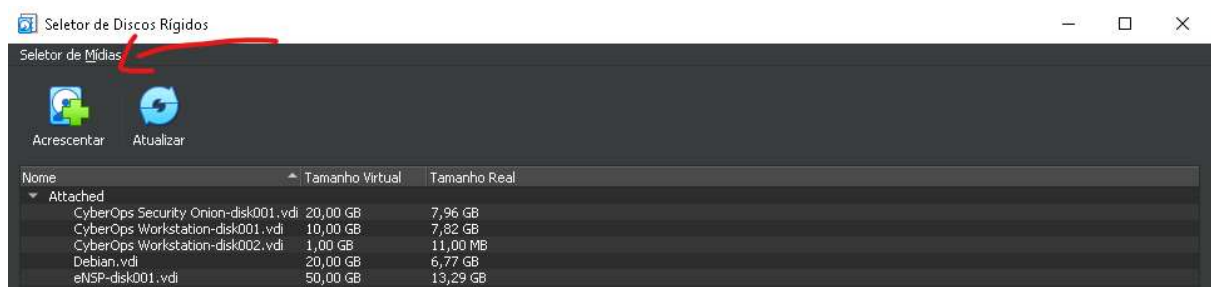 Seletor de Discos Rígidos
Seletor de Mídias
Acrescentar Atualizar
Nome Tamanho Virtual Tamanho Real
Attached
CyberOps Security Onion-disk001.vdi 20,00 GB 7,96 GB
CyberOps Workstation-disk001.vdi 10,00 GB 7,82 GB
CyberOps Workstation-disk002.vdi 1,00 GB 11,00 MB
Debian.vdi 20,00 GB 6,77 GB
eNSP-disk001.vdi 50,00 GB 13,29 GB